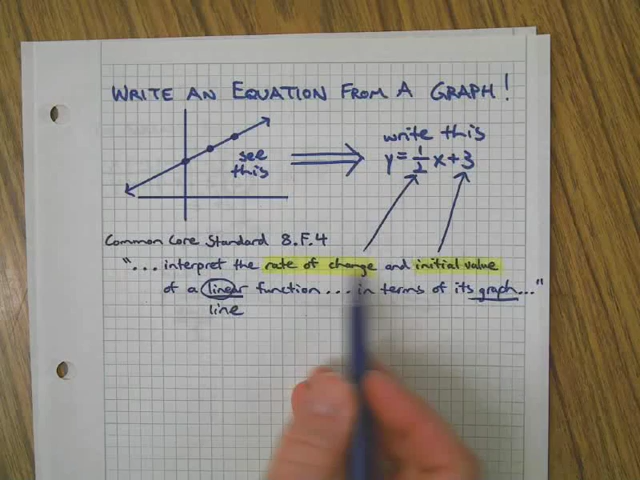 WRITE AN EQUATION FROM A GRAPH!
see
this
write this
y=½x+3
Common Core Standard 8.F.4
"... interpret the rate of change and initial value
of a linear function... in terms of its graph..."
line